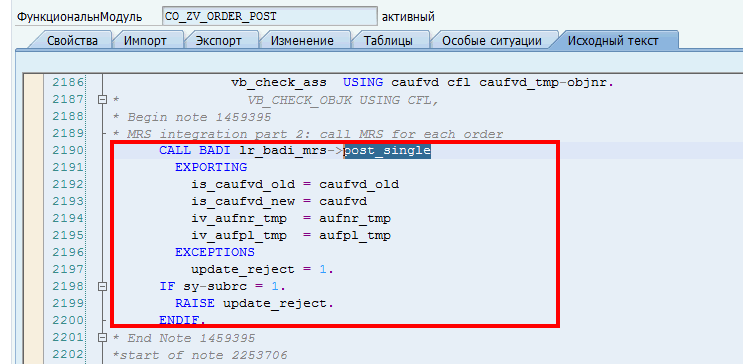 ФункциональнМодуль CO_ZV_ORDER_POST активный
Свойства Импорт Экспорт Изменение Таблицы Особые ситуации Исходный текст
2186 vb_check_ass USING caufvd cfl caufvd_tmp-objnr.
2187 * VB_CHECK_OBJK USING CFL,
2188 * Begin note 1459395
2189 * MRS integration part 2: call MRS for each order
2190 CALL BADI lr_badi_mrs->post_single
2191 EXPORTING
2192 is_caufvd_old = caufvd_old
2193 is_caufvd_new = caufvd
2194 iv_aufnr_tmp = aufnr_tmp
2195 iv_aufpl_tmp = aufpl_tmp
2196 EXCEPTIONS
2197 update_reject = 1.
2198 IF sy-subrc = 1.
2199 RAISE update_reject.
2200 ENDIF.
2201 * End Note 1459395
2202 *start of note 2253706